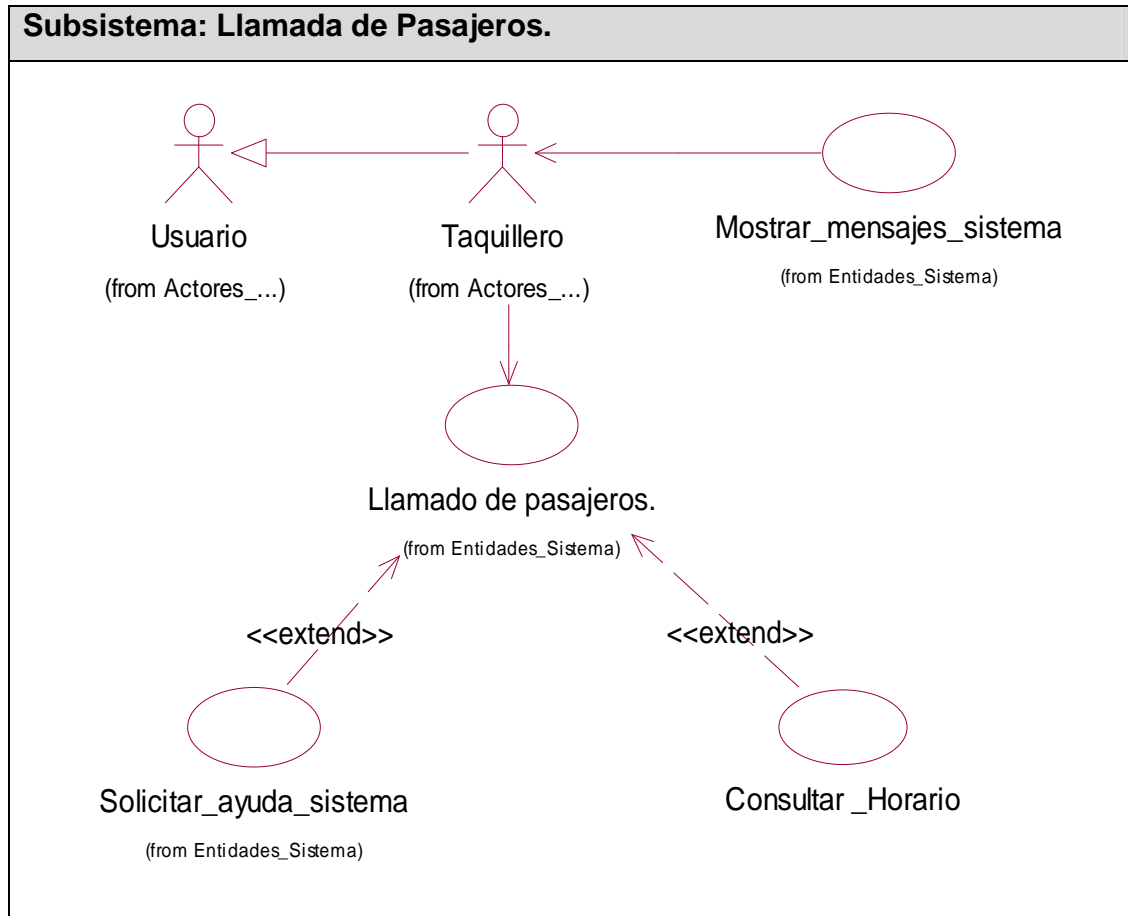 Subsistema: Llamada de Pasajeros.
Usuario
(from Actores_...)
Taquillero
(from Actores_...)
Mostrar_mensajes_sistema
(from Entidades_Sistema)
Llamado de pasajeros.
(from Entidades_Sistema)
<<extend>>
<<extend>>
Solicitar_ayuda_sistema
(from Entidades_Sistema)
Consultar _Horario